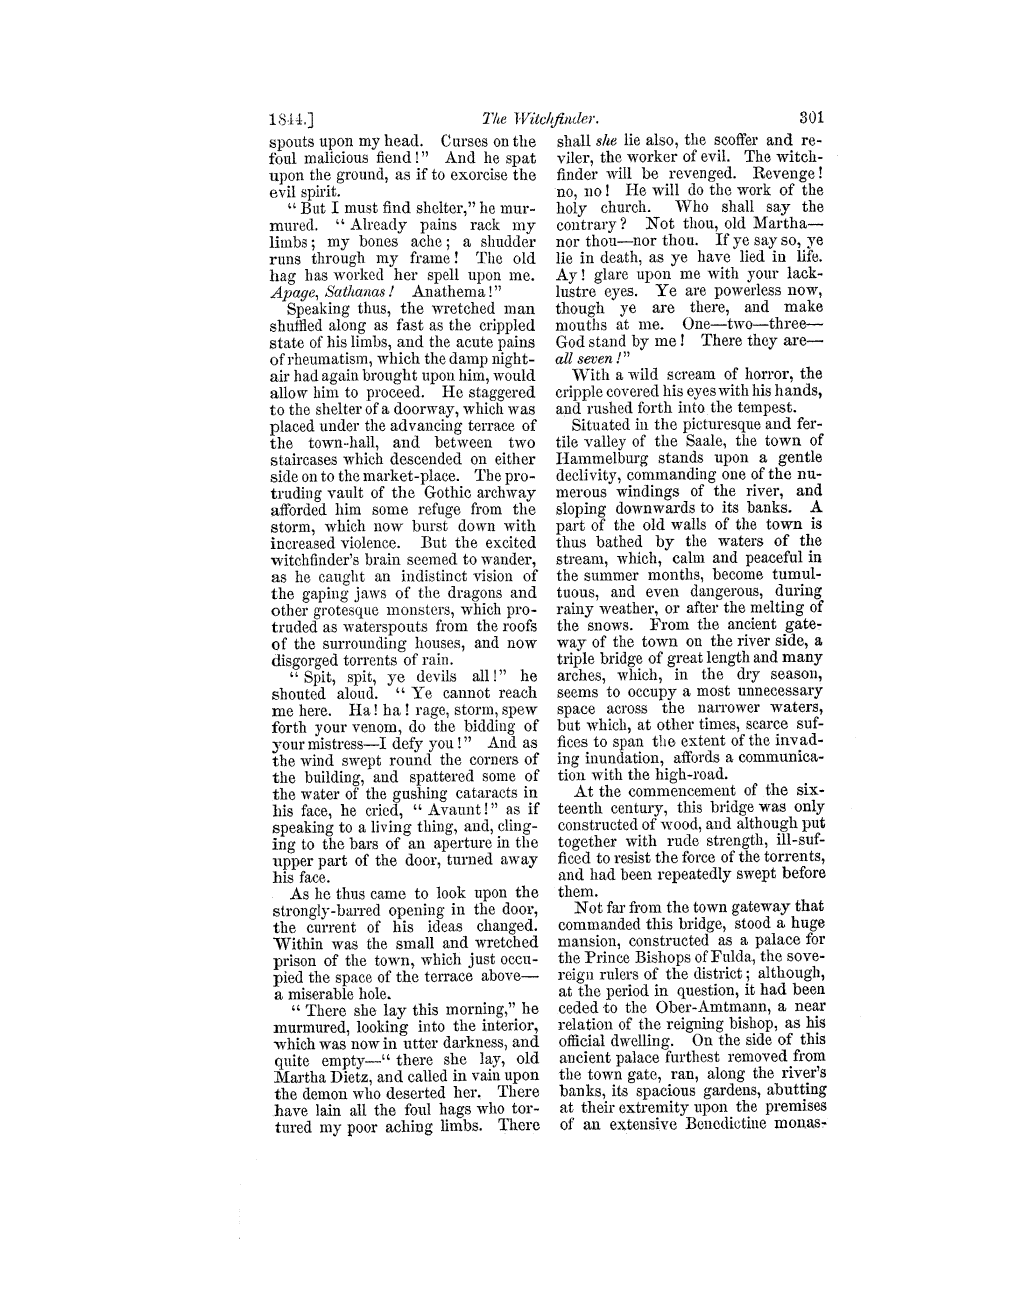 1844.] The Witchfinder. 301
spouts upon my head. Curses on the
foul malicious fiend!" And he spat
upon the ground, as if to exorcise the
evil spirit.
"But I must find shelter," he mur-
mured. "Already pains rack my
limbs; my bones ache; a shudder
runs through my frame! The old
hag has worked her spell upon me.
Apage, Sathanas! Anathema!"
Speaking thus, the wretched man
shuffled along as fast as the crippled
state of his limbs, and the acute pains
of rheumatism, which the damp night-
air had again brought upon him, would
allow him to proceed. He staggered
to the shelter of a doorway, which was
placed under the advancing terrace of
the town-hall, and between two
staircases which descended on either
side on to the market-place. The pro-
truding vault of the Gothic archway
afforded him some refuge from the
storm, which now burst down with
increased violence. But the excited
witchfinder's brain seemed to wander,
as he caught an indistinct vision of
the gaping jaws of the dragons and
other grotesque monsters, which pro-
truded as waterspouts from the roofs
of the surrounding houses, and now
disgorged torrents of rain.
"Spit, spit, ye devils all!" he
shouted aloud. "Ye cannot reach
me here. Ha! ha! rage, storm, spew
forth your venom, do the bidding of
your mistress—I defy you!" And as
the wind swept round the corners of
the building, and spattered some of
the water of the gushing cataracts in
his face, he cried, "Avaunt!" as if
speaking to a living thing, and, cling-
ing to the bars of an aperture in the
upper part of the door, turned away
his face.
As he thus came to look upon the
strongly-barred opening in the door,
the current of his ideas changed.
Within was the small and wretched
prison of the town, which just occu-
pied the space of the terrace above—
a miserable hole.
"There she lay this morning," he
murmured, looking into the interior,
which was now in utter darkness, and
quite empty—"there she lay, old
Martha Dietz, and called in vain upon
the demon who deserted her. There
have lain all the foul hags who tor-
tured my poor aching limbs. There
shall she lie also, the scoffer and re-
viler, the worker of evil. The witch-
finder will be revenged. Revenge!
no, no! He will do the work of the
holy church. Who shall say the
contrary? Not thou, old Martha—
nor thou—nor thou. If ye say so, ye
lie in death, as ye have lied in life.
Ay! glare upon me with your lack-
lustre eyes. Ye are powerless now,
though ye are there, and make
mouths at me. One—two—three—
God stand by me! There they are—
all seven!"
With a wild scream of horror, the
cripple covered his eyes with his hands,
and rushed forth into the tempest.
Situated in the picturesque and fer-
tile valley of the Saale, the town of
Hammelburg stands upon a gentle
declivity, commanding one of the nu-
merous windings of the river, and
sloping downwards to its banks. A
part of the old walls of the town is
thus bathed by the waters of the
stream, which, calm and peaceful in
the summer months, become tumul-
tuous, and even dangerous, during
rainy weather, or after the melting of
the snows. From the ancient gate-
way of the town on the river side, a
triple bridge of great length and many
arches, which, in the dry season,
seems to occupy a most unnecessary
space across the narrower waters,
but which, at other times, scarce suf-
fices to span the extent of the invad-
ing inundation, affords a communica-
tion with the high-road.
At the commencement of the six-
teenth century, this bridge was only
constructed of wood, and although put
together with rude strength, ill-suf-
ficed to resist the force of the torrents,
and had been repeatedly swept before
them.
Not far from the town gateway that
commanded this bridge, stood a huge
mansion, constructed as a palace for
the Prince Bishops of Fulda, the sove-
reign rulers of the district; although,
at the period in question, it had been
ceded to the Ober-Amtmann, a near
relation of the reigning bishop, as his
official dwelling. On the side of this
ancient palace furthest removed from
the town gate, ran, along the river's
banks, its spacious gardens, abutting
at their extremity upon the premises
of an extensive Benedictine monas-